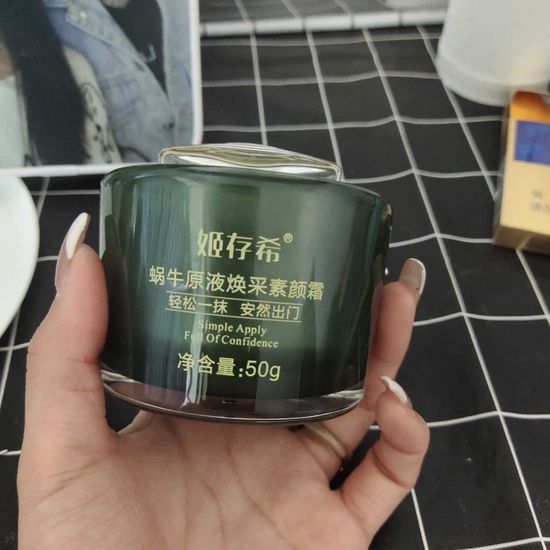 姬存希®
蜗牛原液焕采素颜霜
轻松一抹 安然出门
Simple Apply
Full Of Confidence
净含量:50g